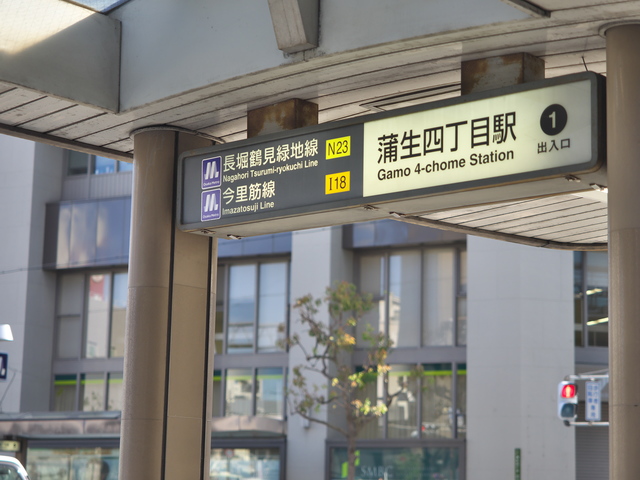 長堀鶴見緑地線 N23
Nagahori Tsurumi-ryokuchi Line
今里筋線 I18
Imazatosuji Line
蒲生四丁目駅
Gamo 4-chome Station
1
出入口
SMBC